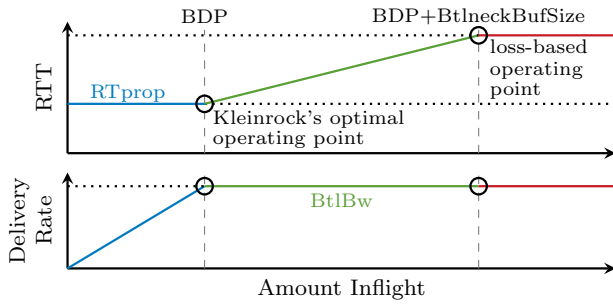 BDP
BDP+BtlneckBufSize
loss-based
operating
point
RTprop
Kleinrock's optimal
operating point
RTT
BtlBw
Delivery
Rate
Amount Inflight